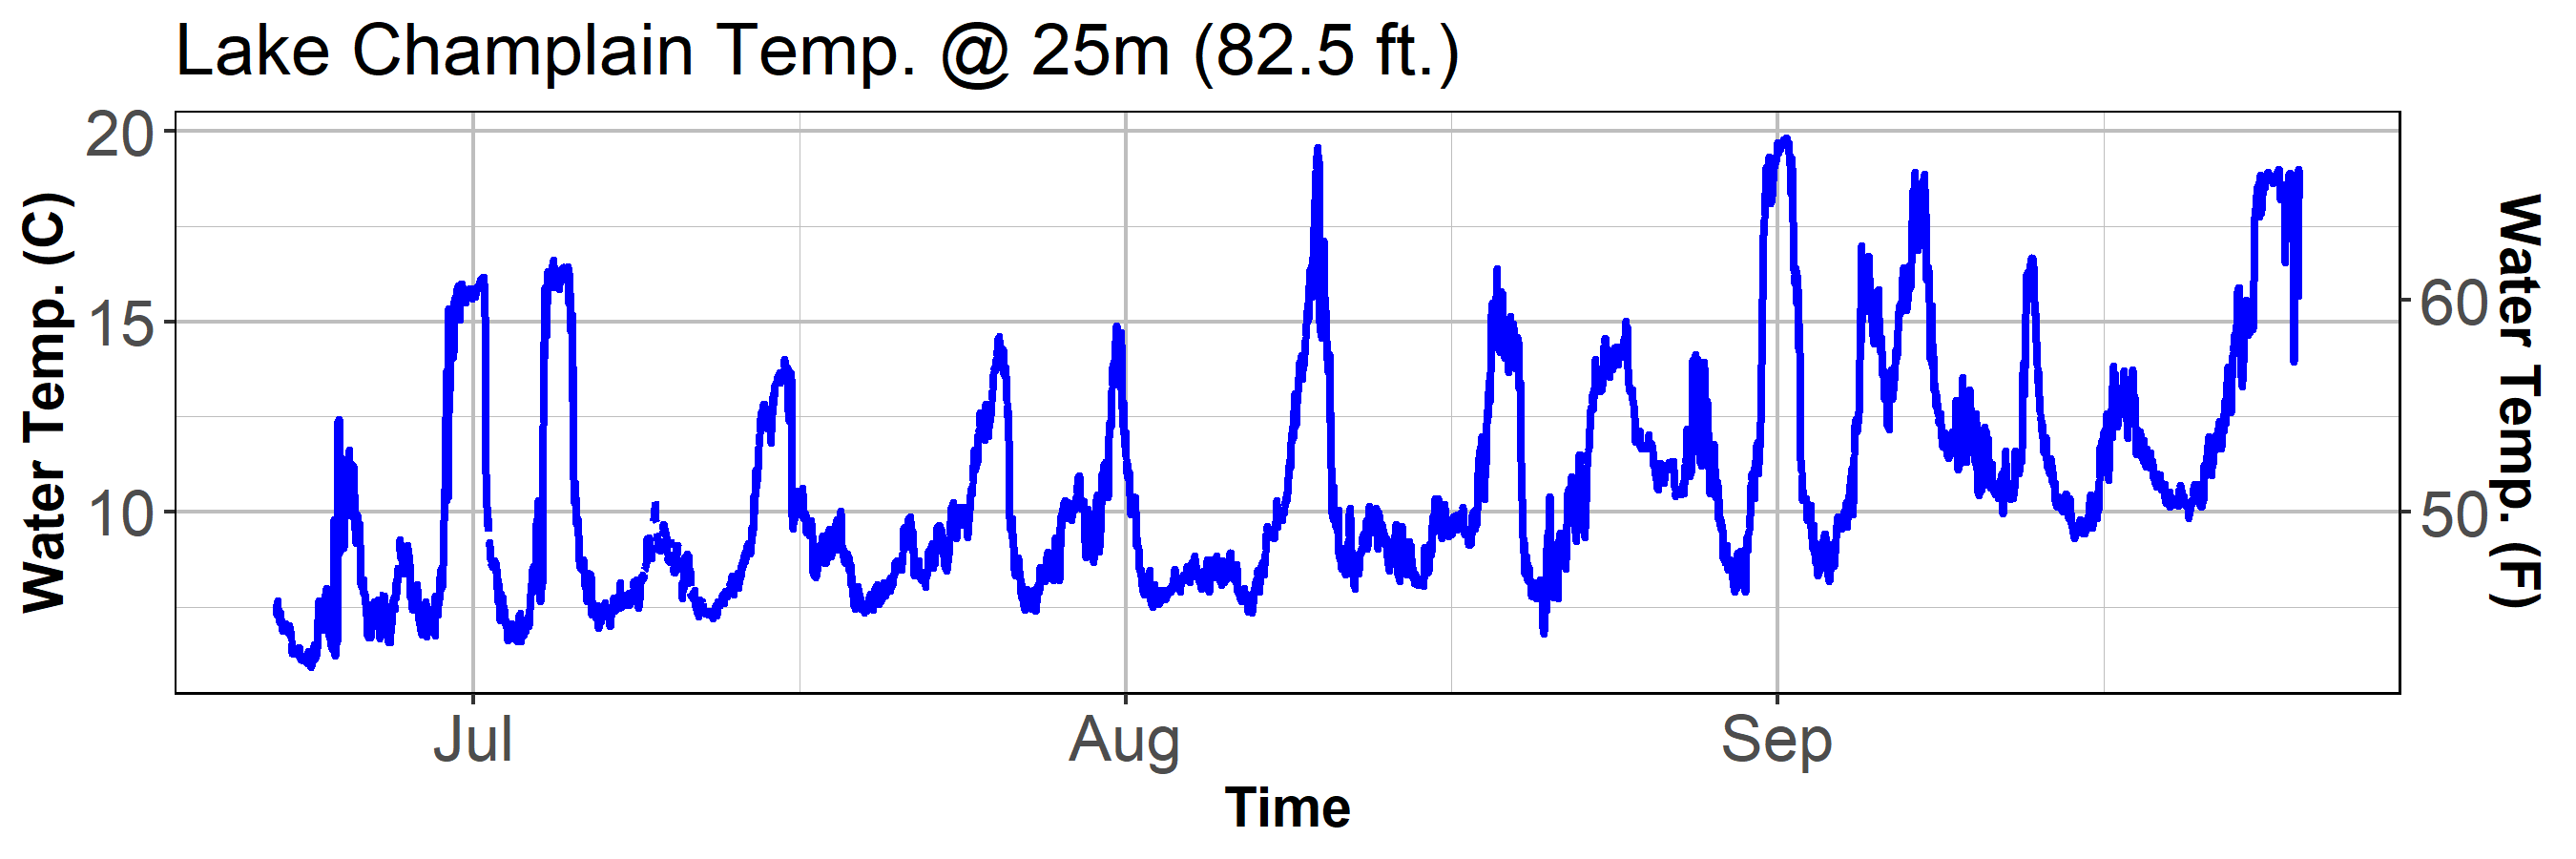 Lake Champlain Temp. @ 25m (82.5 ft.)
Water Temp. (C)
20
15
10
60
50
Water Temp. (F)
Jul Aug Sep
Time